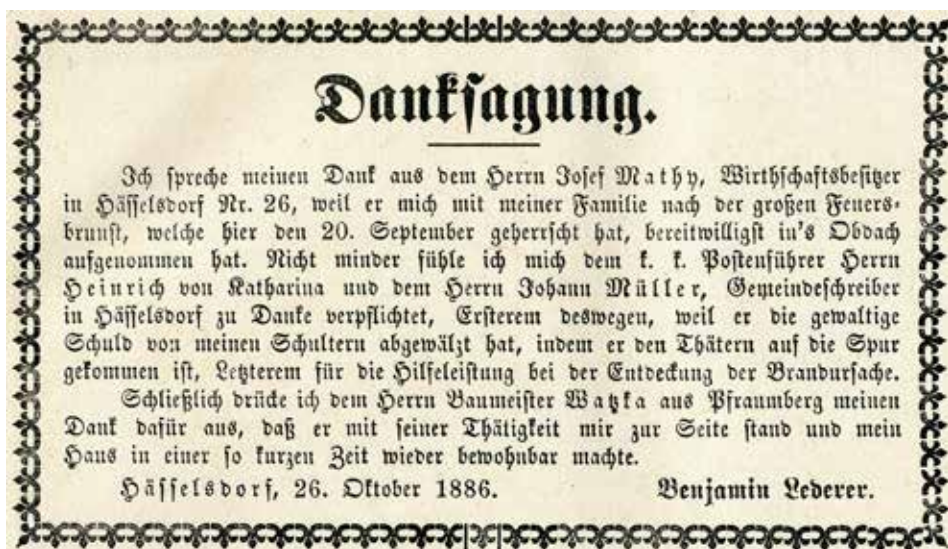 Danksagung.
Ich spreche meinen Dank aus dem Herrn Josef Mathy, Wirthschaftsbesitzer
in Hässelsdorf Nr. 26, weil er mich mit meiner Familie nach der großen Feuers-
brunst, welche hier den 20. September geherrscht hat, bereitwilligst in's Obdach
aufgenommen hat. Nicht minder fühle ich mich dem k. k. Postenführer Herrn
Heinrich von Katharina und dem Herrn Johann Müller, Gemeindeschreiber
in Hässelsdorf zu Danke verpflichtet, Ersterem deswegen, weil er die gewaltige
Schuld von meinen Schultern abgewälzt hat, indem er den Thätern auf die Spur
gekommen ist, Letzterem für die Hilfeleistung bei der Entdeckung der Brandursache.
Schließlich drücke ich dem Herrn Baumeister Watzka aus Pfraumberg meinen
Dank dafür aus, daß er mit seiner Thätigkeit mir zur Seite stand und mein
Haus in einer so kurzen Zeit wieder bewohnbar machte.
Hässelsdorf, 26. Oktober 1886. Benjamin Lederer.